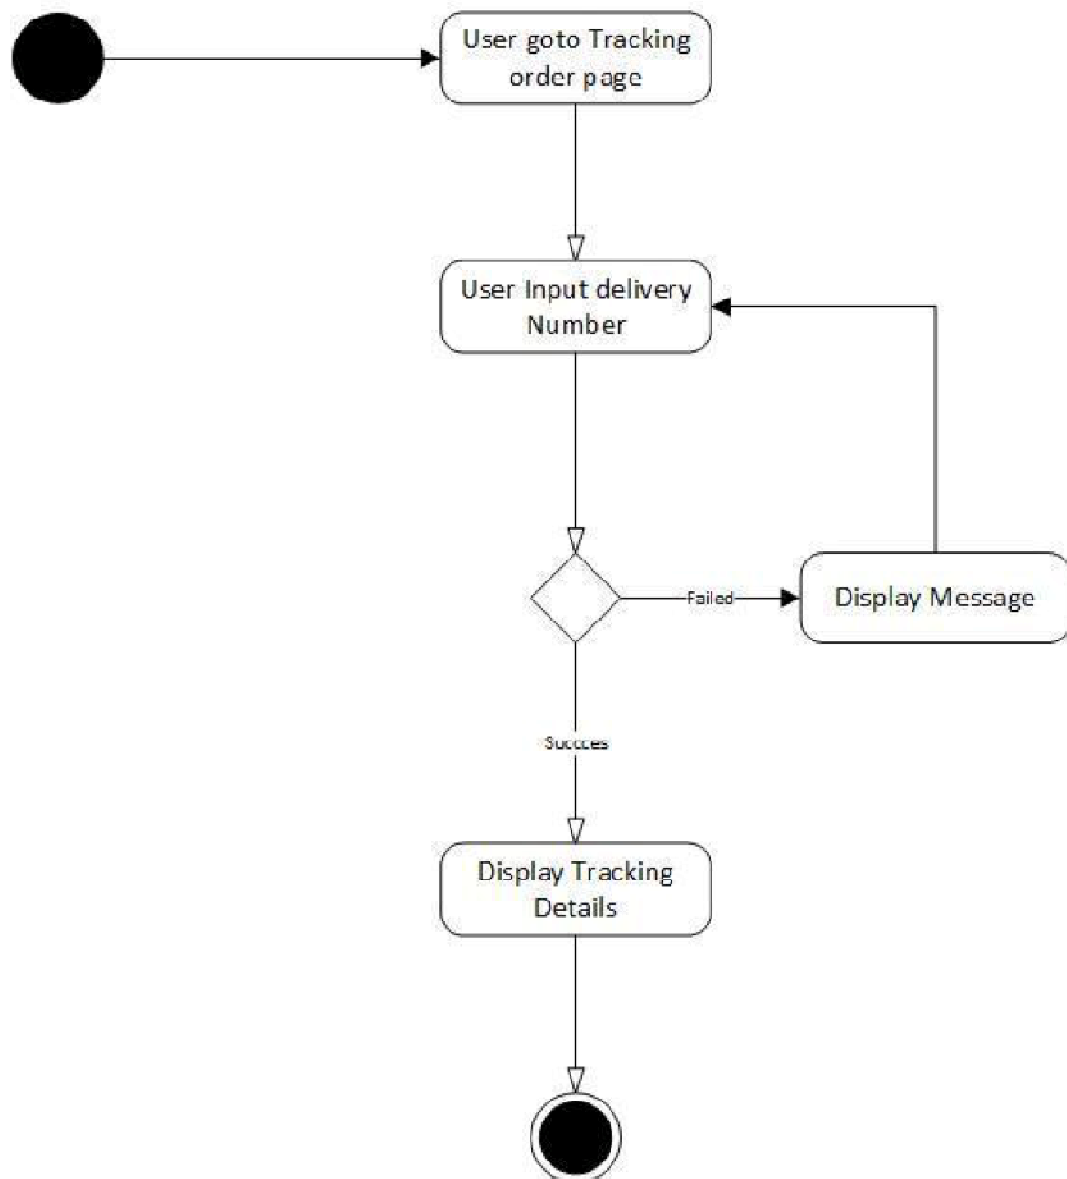 User goto Tracking
order page
User Input delivery
Number
Failed
Display Message
Succces
Display Tracking
Details